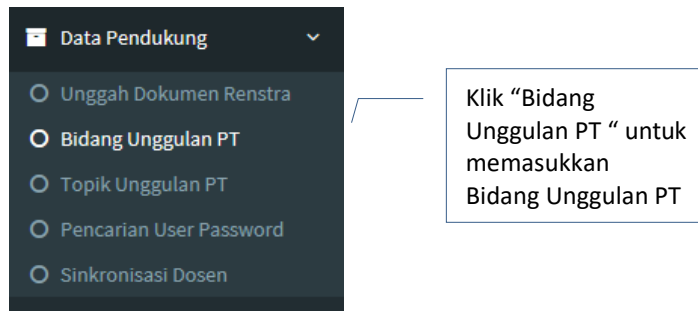 Data Pendukung
Unggah Dokumen Renstra
Bidang Unggulan PT
Topik Unggulan PT
Pencarian User Password
Sinkronisasi Dosen
Klik “Bidang
Unggulan PT “ untuk
memasukkan
Bidang Unggulan PT